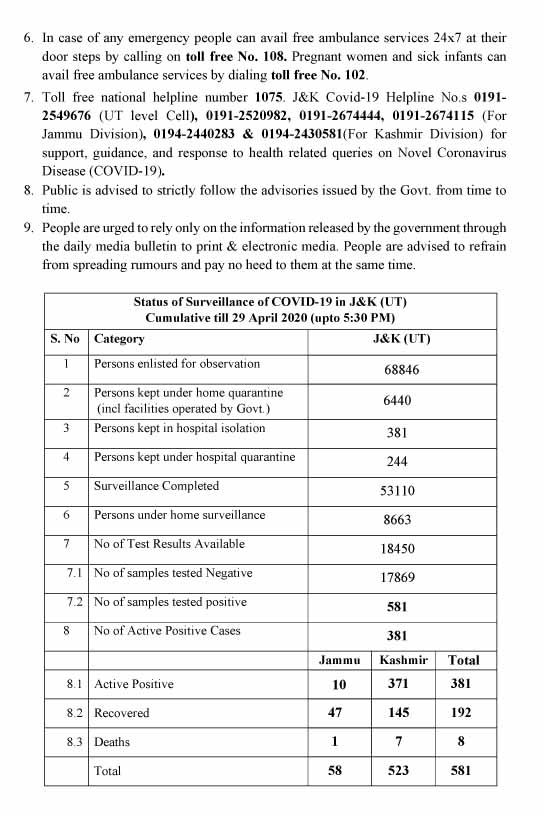 6. In case of any emergency people can avail free ambulance services 24x7 at their
door steps by calling on toll free No. 108. Pregnant women and sick infants can
avail free ambulance services by dialing toll free No. 102.
7. Toll free national helpline number 1075. J&K Covid-19 Helpline No.s 0191-
2549676 (UT level Cell), 0191-2520982, 0191-2674444, 0191-2674115 (For
Jammu Division), 0194-2440283 & 0194-2430581(For Kashmir Division) for
support, guidance, and response to health related queries on Novel Coronavirus
Disease (COVID-19).
8. Public is advised to strictly follow the advisories issued by the Govt. from time to
time.
9. People are urged to rely only on the information released by the government through
the daily media bulletin to print & electronic media. People are advised to refrain
from spreading rumours and pay no heed to them at the same time.
Status of Surveillance of COVID-19 in J&K (UT)
Cumulative till 29 April 2020 (upto 5:30 PM)
S. No Category J&K (UT)
1 Persons enlisted for observation 68846
2 Persons kept under home quarantine
(incl facilities operated by Govt.) 6440
3 Persons kept in hospital isolation 381
4 Persons kept under hospital quarantine 244
5 Surveillance Completed 53110
6 Persons under home surveillance 8663
7 No of Test Results Available 18450
7.1 No of samples tested Negative 17869
7.2 No of samples tested positive 581
8 No of Active Positive Cases 381
Jammu Kashmir Total
8.1 Active Positive 10 371 381
8.2 Recovered 47 145 192
8.3 Deaths 1 7 8
Total 58 523 581